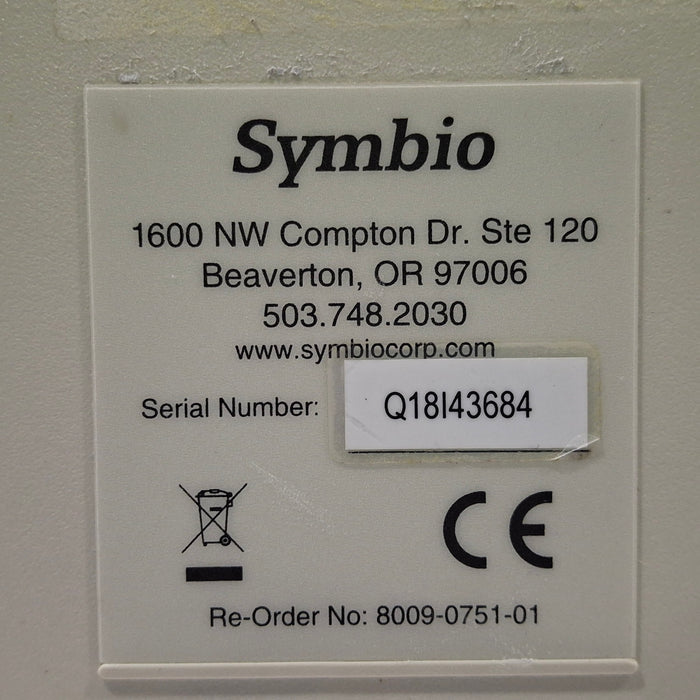 Symbio
1600 NW Compton Dr. Ste 120
Beaverton, OR 97006
503.748.2030
www.symbiocorp.com
Serial Number: Q18I43684
CE
Re-Order No: 8009-0751-01